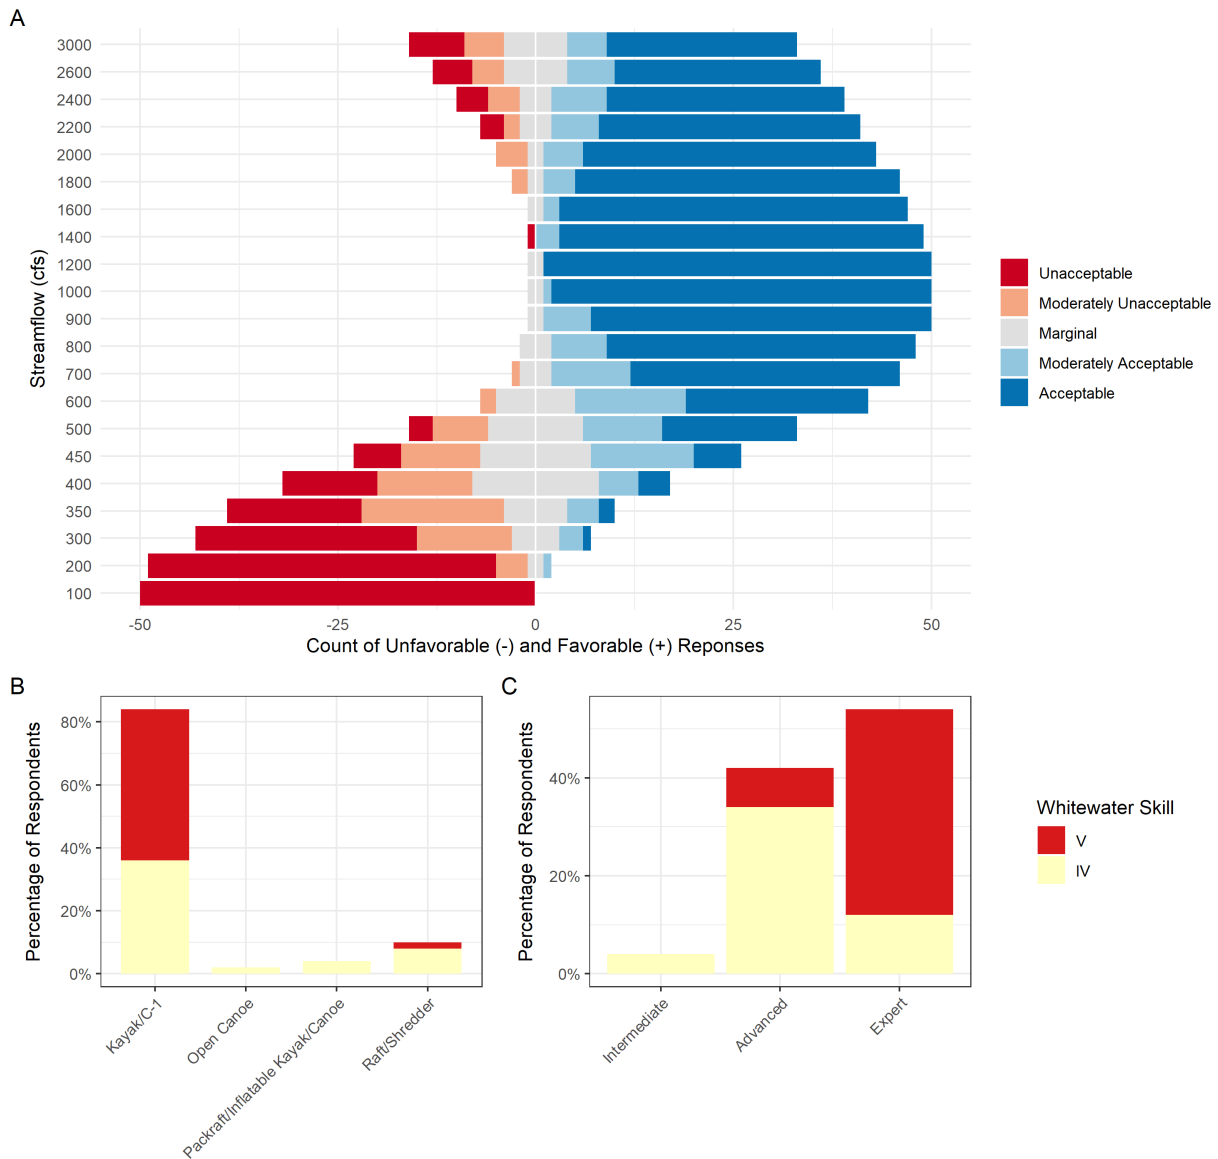 A
3000
2600
2400
2200
2000
1800
1600
1400
1200
1000
900
800
700
600
500
450
400
350
300
200
100
Streamflow (cfs)
-50 -25 0 25 50
Count of Unfavorable (-) and Favorable (+) Reponses
Unacceptable
Moderately Unacceptable
Marginal
Moderately Acceptable
Acceptable
B
80%
60%
40%
20%
0%
Percentage of Respondents
Kayak/C-1
Open Canoe
Packraft/Inflatable Kayak/Canoe
Raft/Shredder
C
40%
20%
0%
Percentage of Respondents
Intermediate
Advanced
Expert
Whitewater Skill
V
IV